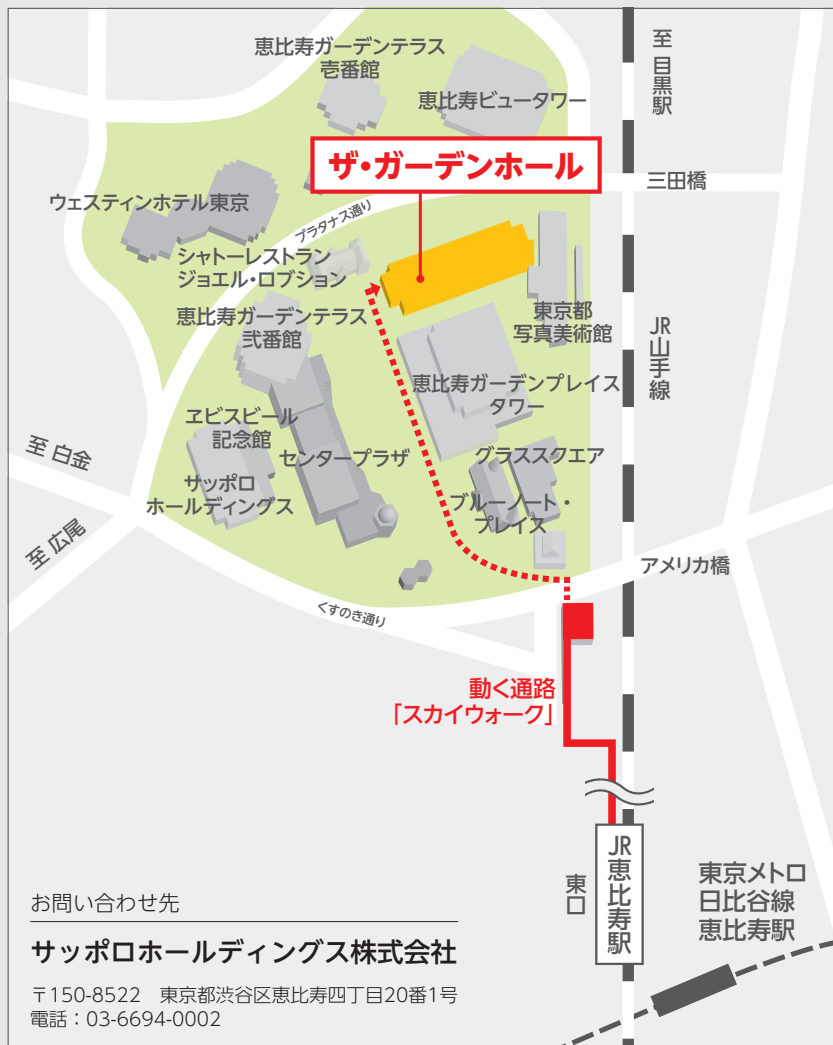 恵比寿ガーデンテラス
壱番館
恵比寿ビュータワー
至 目黒駅
ザ・ガーデンホール
三田橋
ウェスティンホテル東京
プラタナス通り
シャトーレストラン
ジョエル・ロブション
恵比寿ガーデンテラス
弐番館
東京都
写真美術館
JR山手線
恵比寿ガーデンプレイス
タワー
ヱビスビール
記念館
センタープラザ
グラススクエア
至 白金
サッポロ
ホールディングス
ブルーノート・
プレイス
至 広尾
アメリカ橋
くすのき通り
動く通路
「スカイウォーク」
JR恵比寿駅
東口
東京メトロ
日比谷線
恵比寿駅
お問い合わせ先
サッポロホールディングス株式会社
〒150-8522 東京都渋谷区恵比寿四丁目20番1号
電話：03-6694-0002